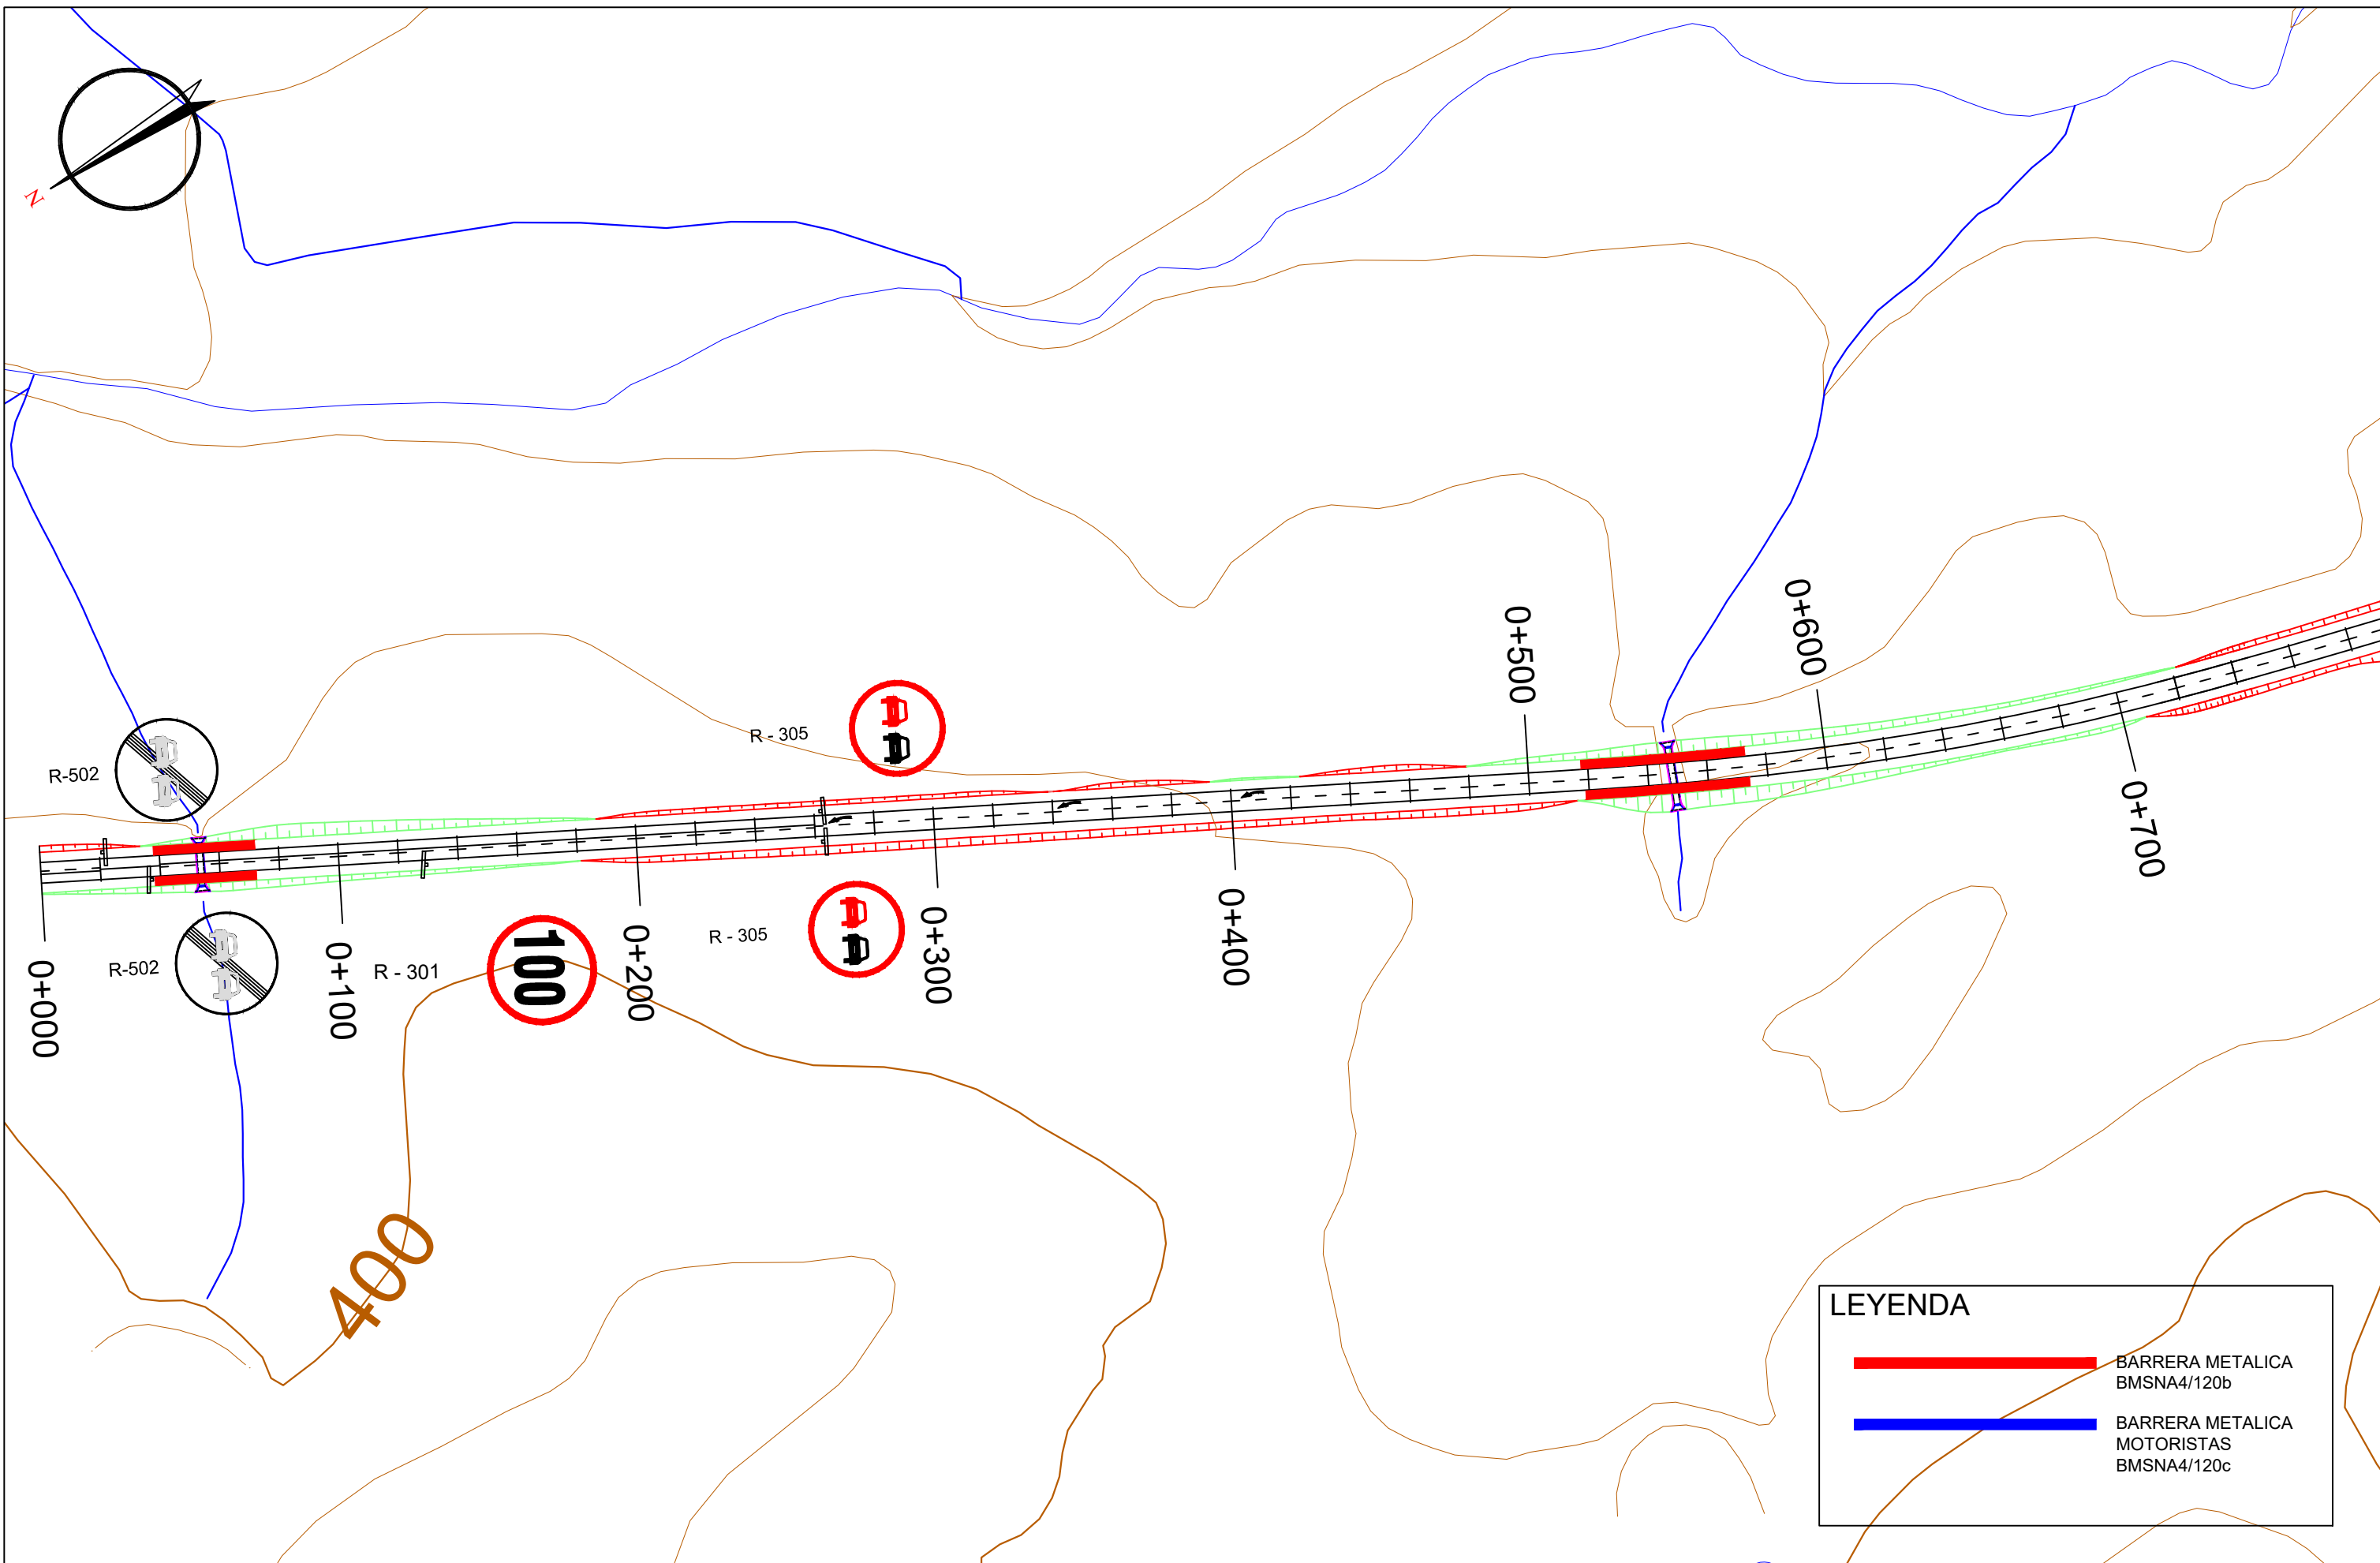 N
0+500
0+600
R - 305
R-502
0+700
0+400
0+300
R - 305
0+200
100
R - 301
0+100
R-502
0+000
400
LEYENDA
BARRERA METALICA
BMSNA4/120b
BARRERA METALICA
MOTORISTAS
BMSNA4/120c